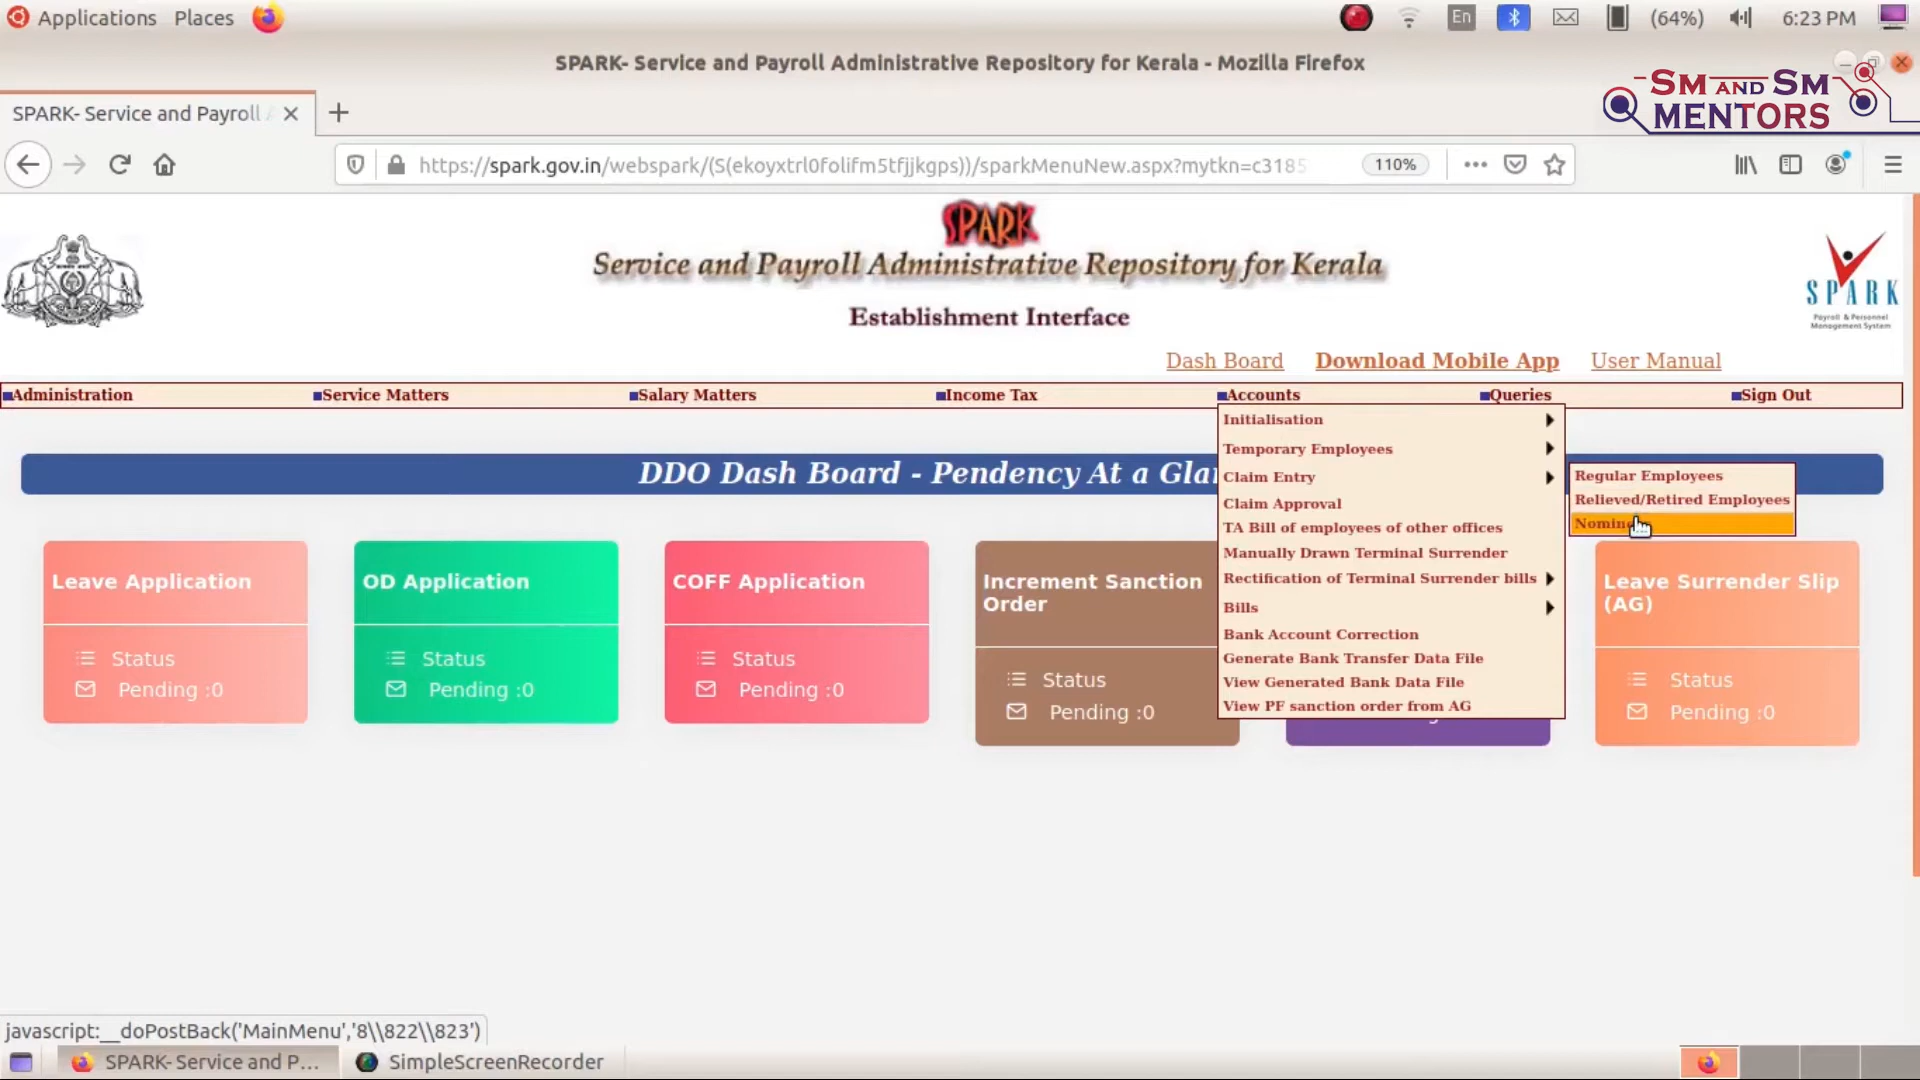 Applications Places En (64%) 6:23 PM
SPARK- Service and Payroll Administrative Repository for Kerala - Mozilla Firefox
SM AND SM
MENTORS
SPARK- Service and Payroll
https://spark.gov.in/webspark/(S(ekoyxtrl0folifm5tfjjkgps))/sparkMenuNew.aspx?mytkn=c3185 110%
SPARK
Service and Payroll Administrative Repository for Kerala
Establishment Interface
SPARK
Payroll & Personnel
Management System
Dash Board Download Mobile App User Manual
Administration Service Matters Salary Matters Income Tax Accounts Queries Sign Out
Initialisation
Temporary Employees
Claim Entry
Claim Approval
TA Bill of employees of other offices
Manually Drawn Terminal Surrender
Rectification of Terminal Surrender bills
Bills
Bank Account Correction
Generate Bank Transfer Data File
View Generated Bank Data File
View PF sanction order from AG
Regular Employees
Relieved/Retired Employees
DDO Dash Board - Pendency At a
Leave Application
Status
Pending :0
OD Application
Status
Pending :0
COFF Application
Status
Pending :0
Increment Sanction
Order
Status
Pending :0
Leave Surrender Slip
(AG)
Status
Pending :0
javascript:__doPostBack('MainMenu','8\\822\\823')
SPARK- Service and P... SimpleScreenRecorder